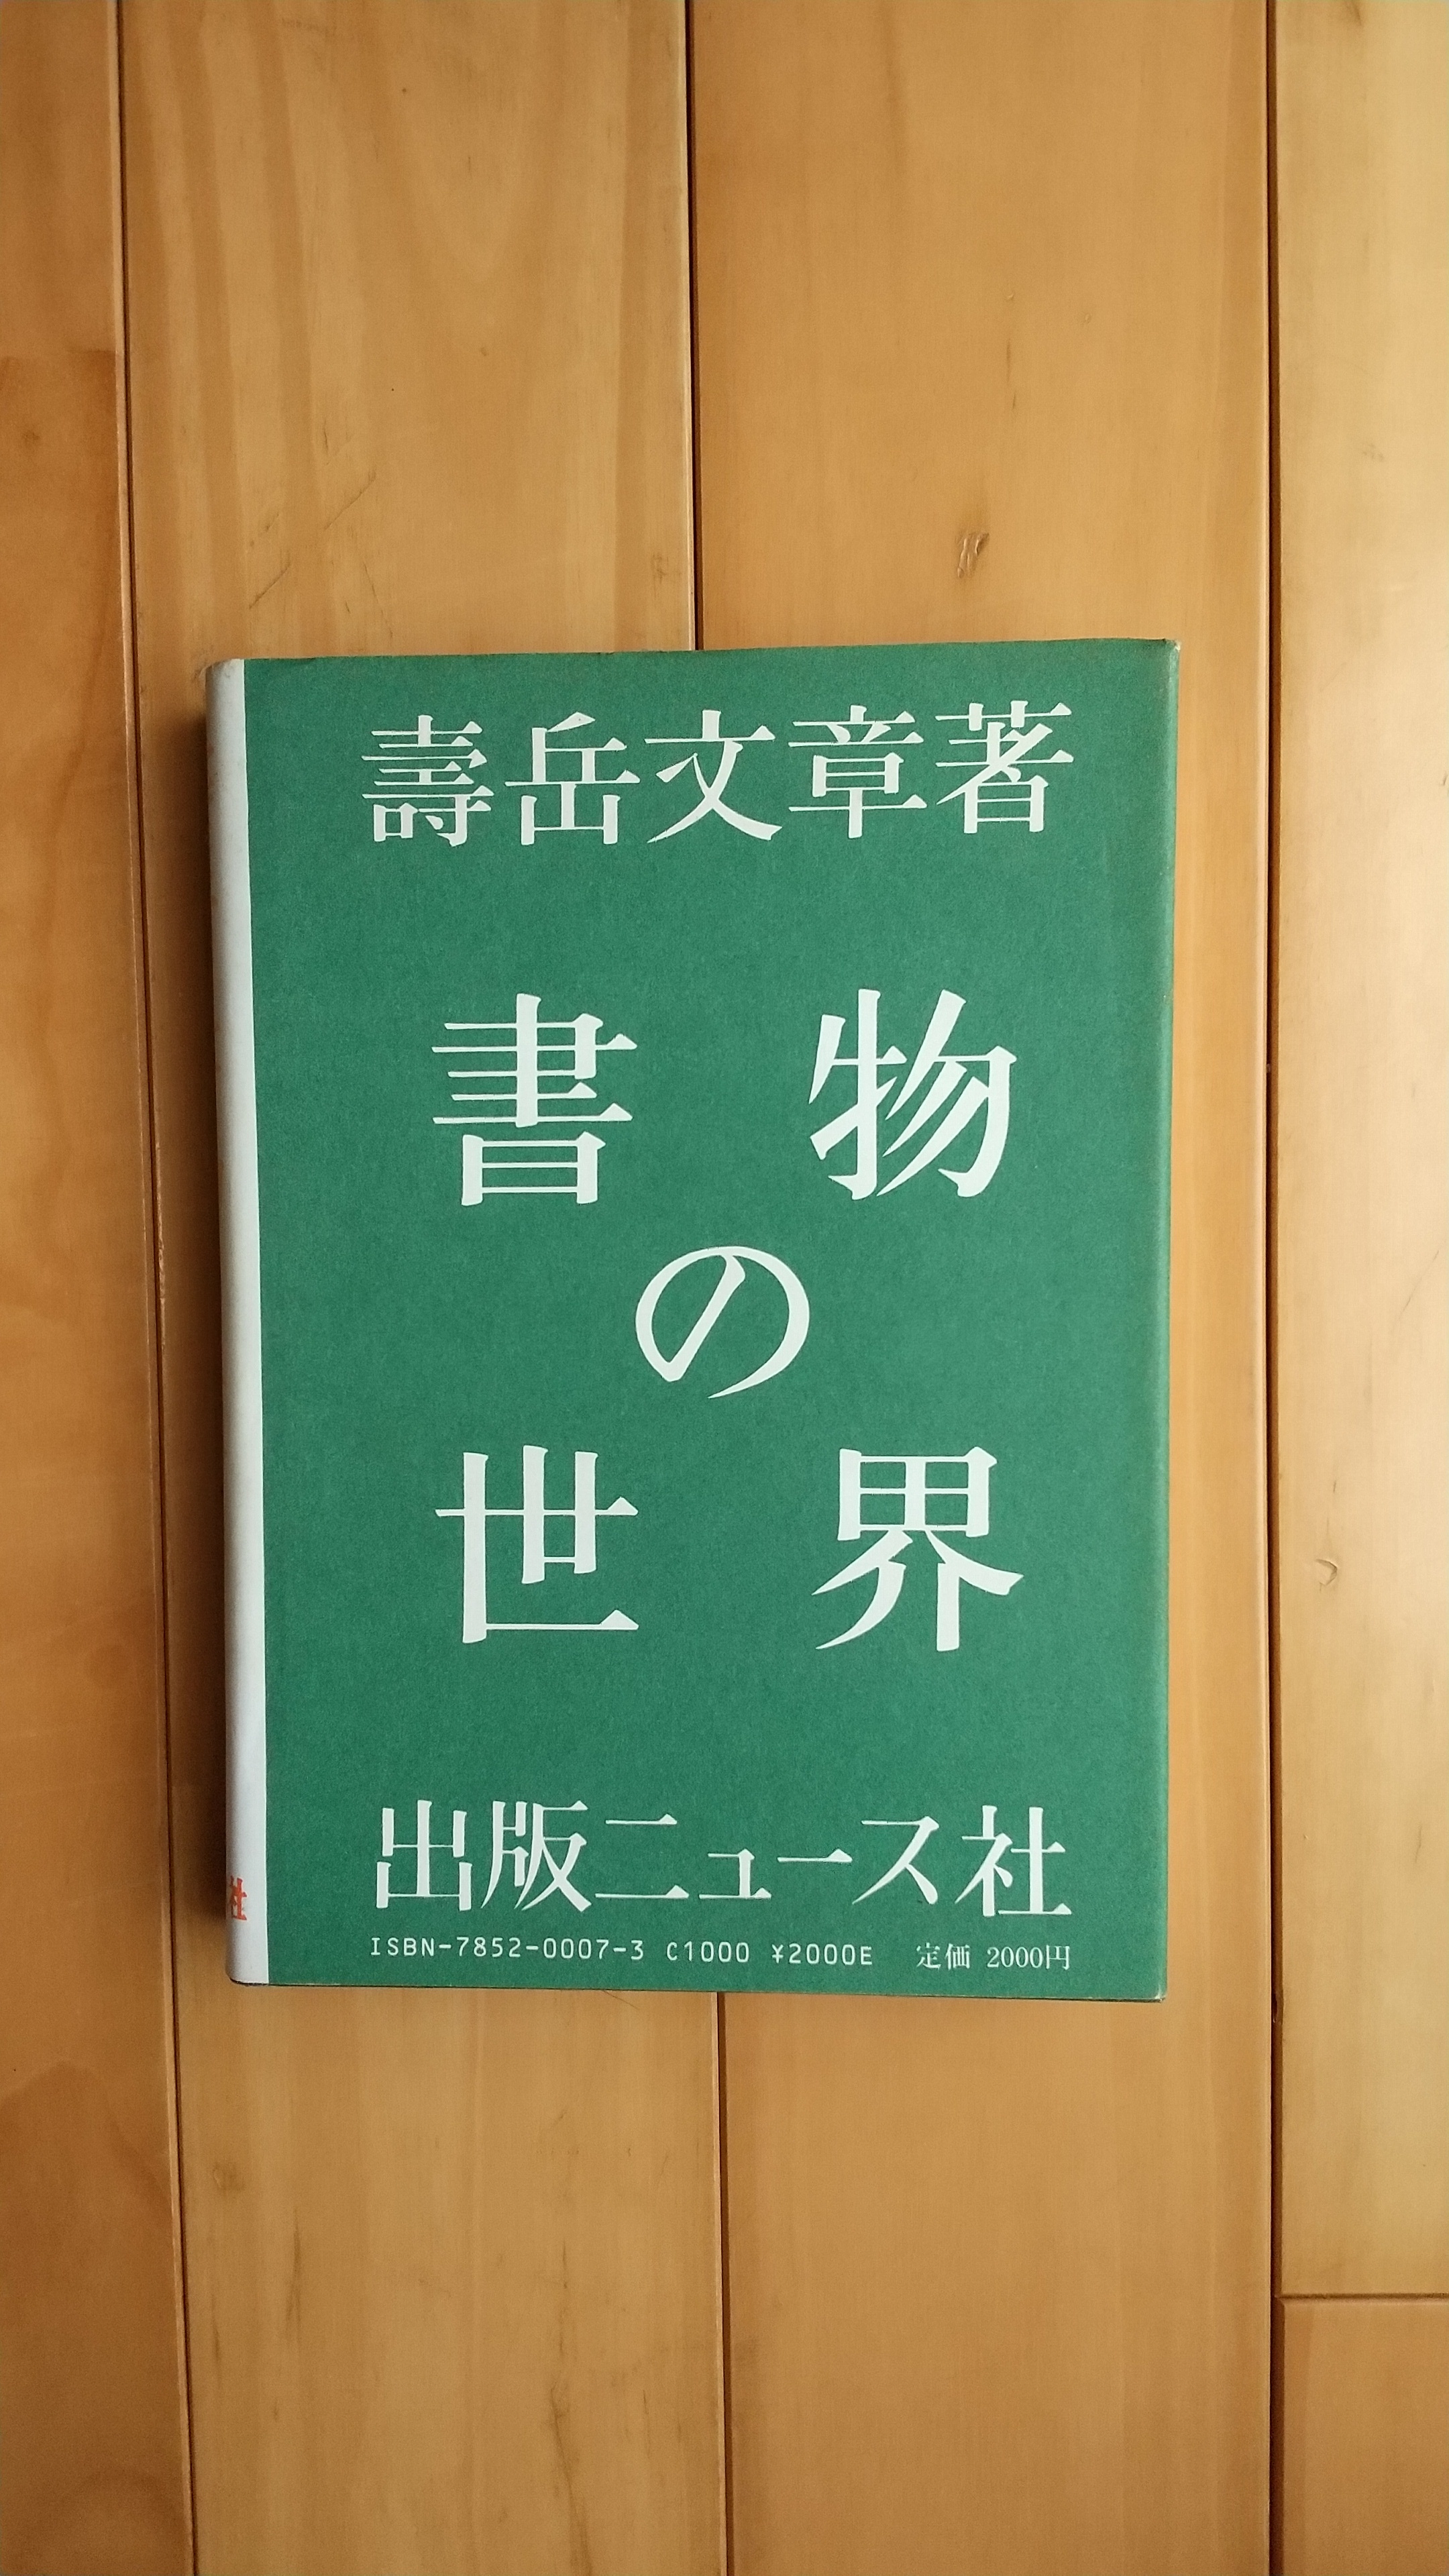 壽岳文章著
書物
の
世界
出版ニュース社
ISBN-7852-0007-3 C1000 ¥2000E 定価 2000円
社